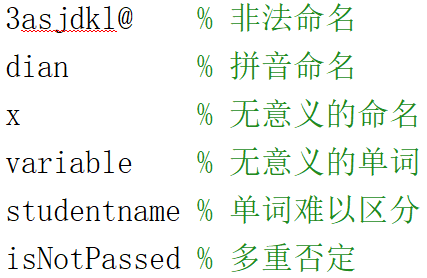 3asjdkl@ % 非法命名
dian % 拼音命名
x % 无意义的命名
variable % 无意义的单词
studentname % 单词难以区分
isNotPassed % 多重否定